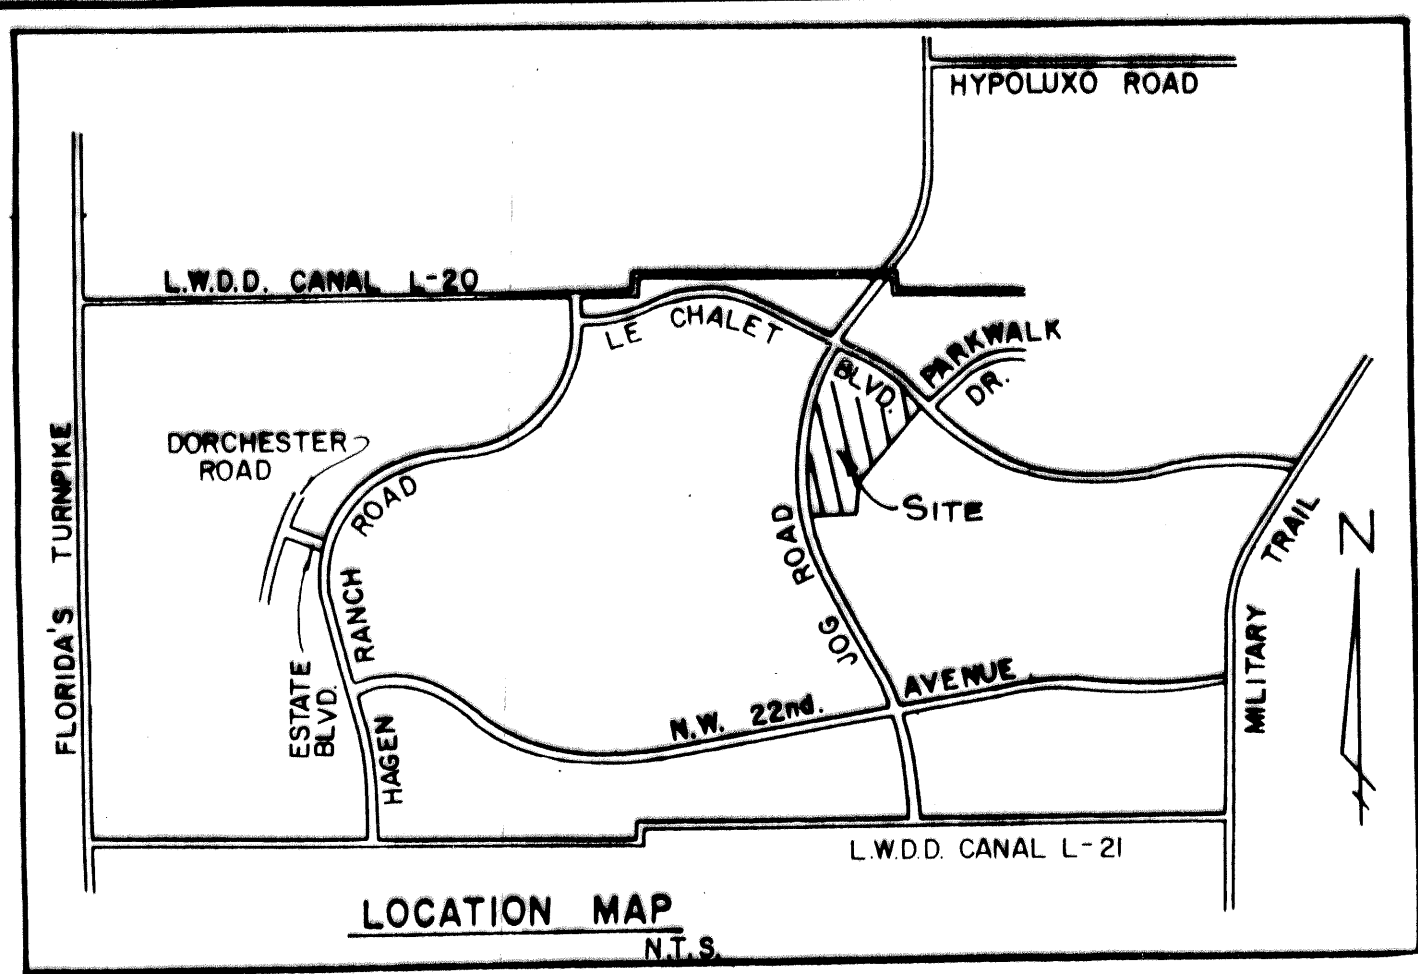 HYPOLUXO ROAD
L.W.D.D. CANAL L-20
LE CHALET BLVD.
PARKWALK
DR.
DORCHESTER
ROAD
FLORIDA'S TURNPIKE
HAGEN RANCH ROAD
SITE
JOG ROAD
MILITARY TRAIL
N
ESTATE
BLVD.
N.W. 22nd. AVENUE
L.W.D.D. CANAL L-21
LOCATION MAP
N.T.S.